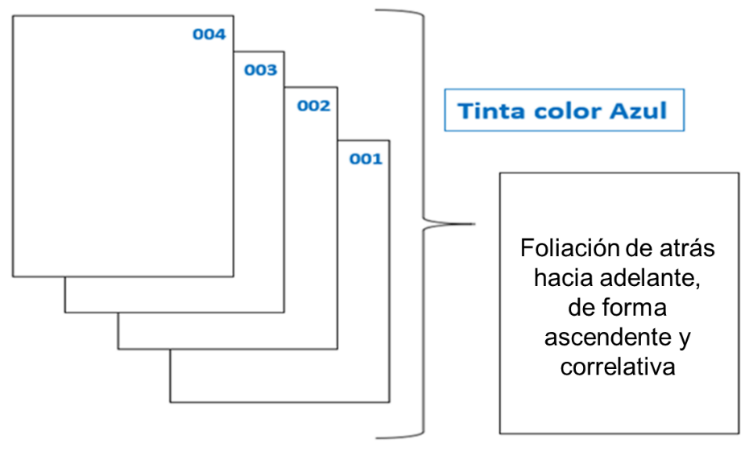 004
003
002
001
Tinta color Azul
Foliación de atrás
hacia adelante,
de forma
ascendente y
correlativa